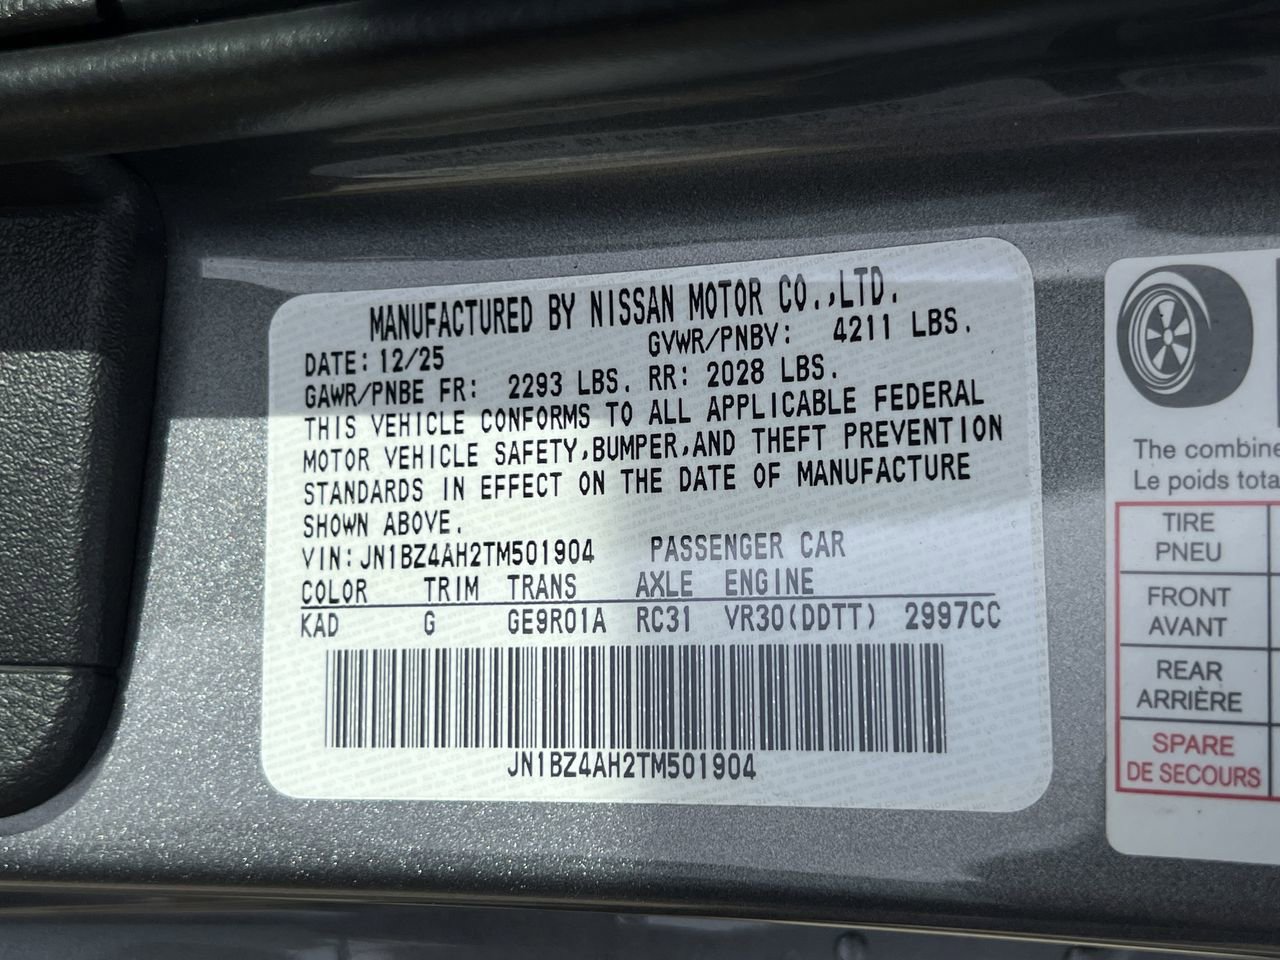 MANUFACTURED BY NISSAN MOTOR CO.,LTD.
DATE: 12/25 GVWR/PNBV: 4211 LBS.
GAWR/PNBE FR: 2293 LBS. RR: 2028 LBS.
THIS VEHICLE CONFORMS TO ALL APPLICABLE FEDERAL
MOTOR VEHICLE SAFETY,BUMPER,AND THEFT PREVENTION
STANDARDS IN EFFECT ON THE DATE OF MANUFACTURE
SHOWN ABOVE.
VIN:JN1BZ4AH2TM501904 PASSENGER CAR
COLOR TRIM TRANS AXLE ENGINE
KAD G GE9R01A RC31 VR30(DDTT) 2997CC
JN1BZ4AH2TM501904
The
Le poids
TIRE
PNEU
FRONT
AVANT
REAR
ARRIÈRE
SPARE
DE SECOURS